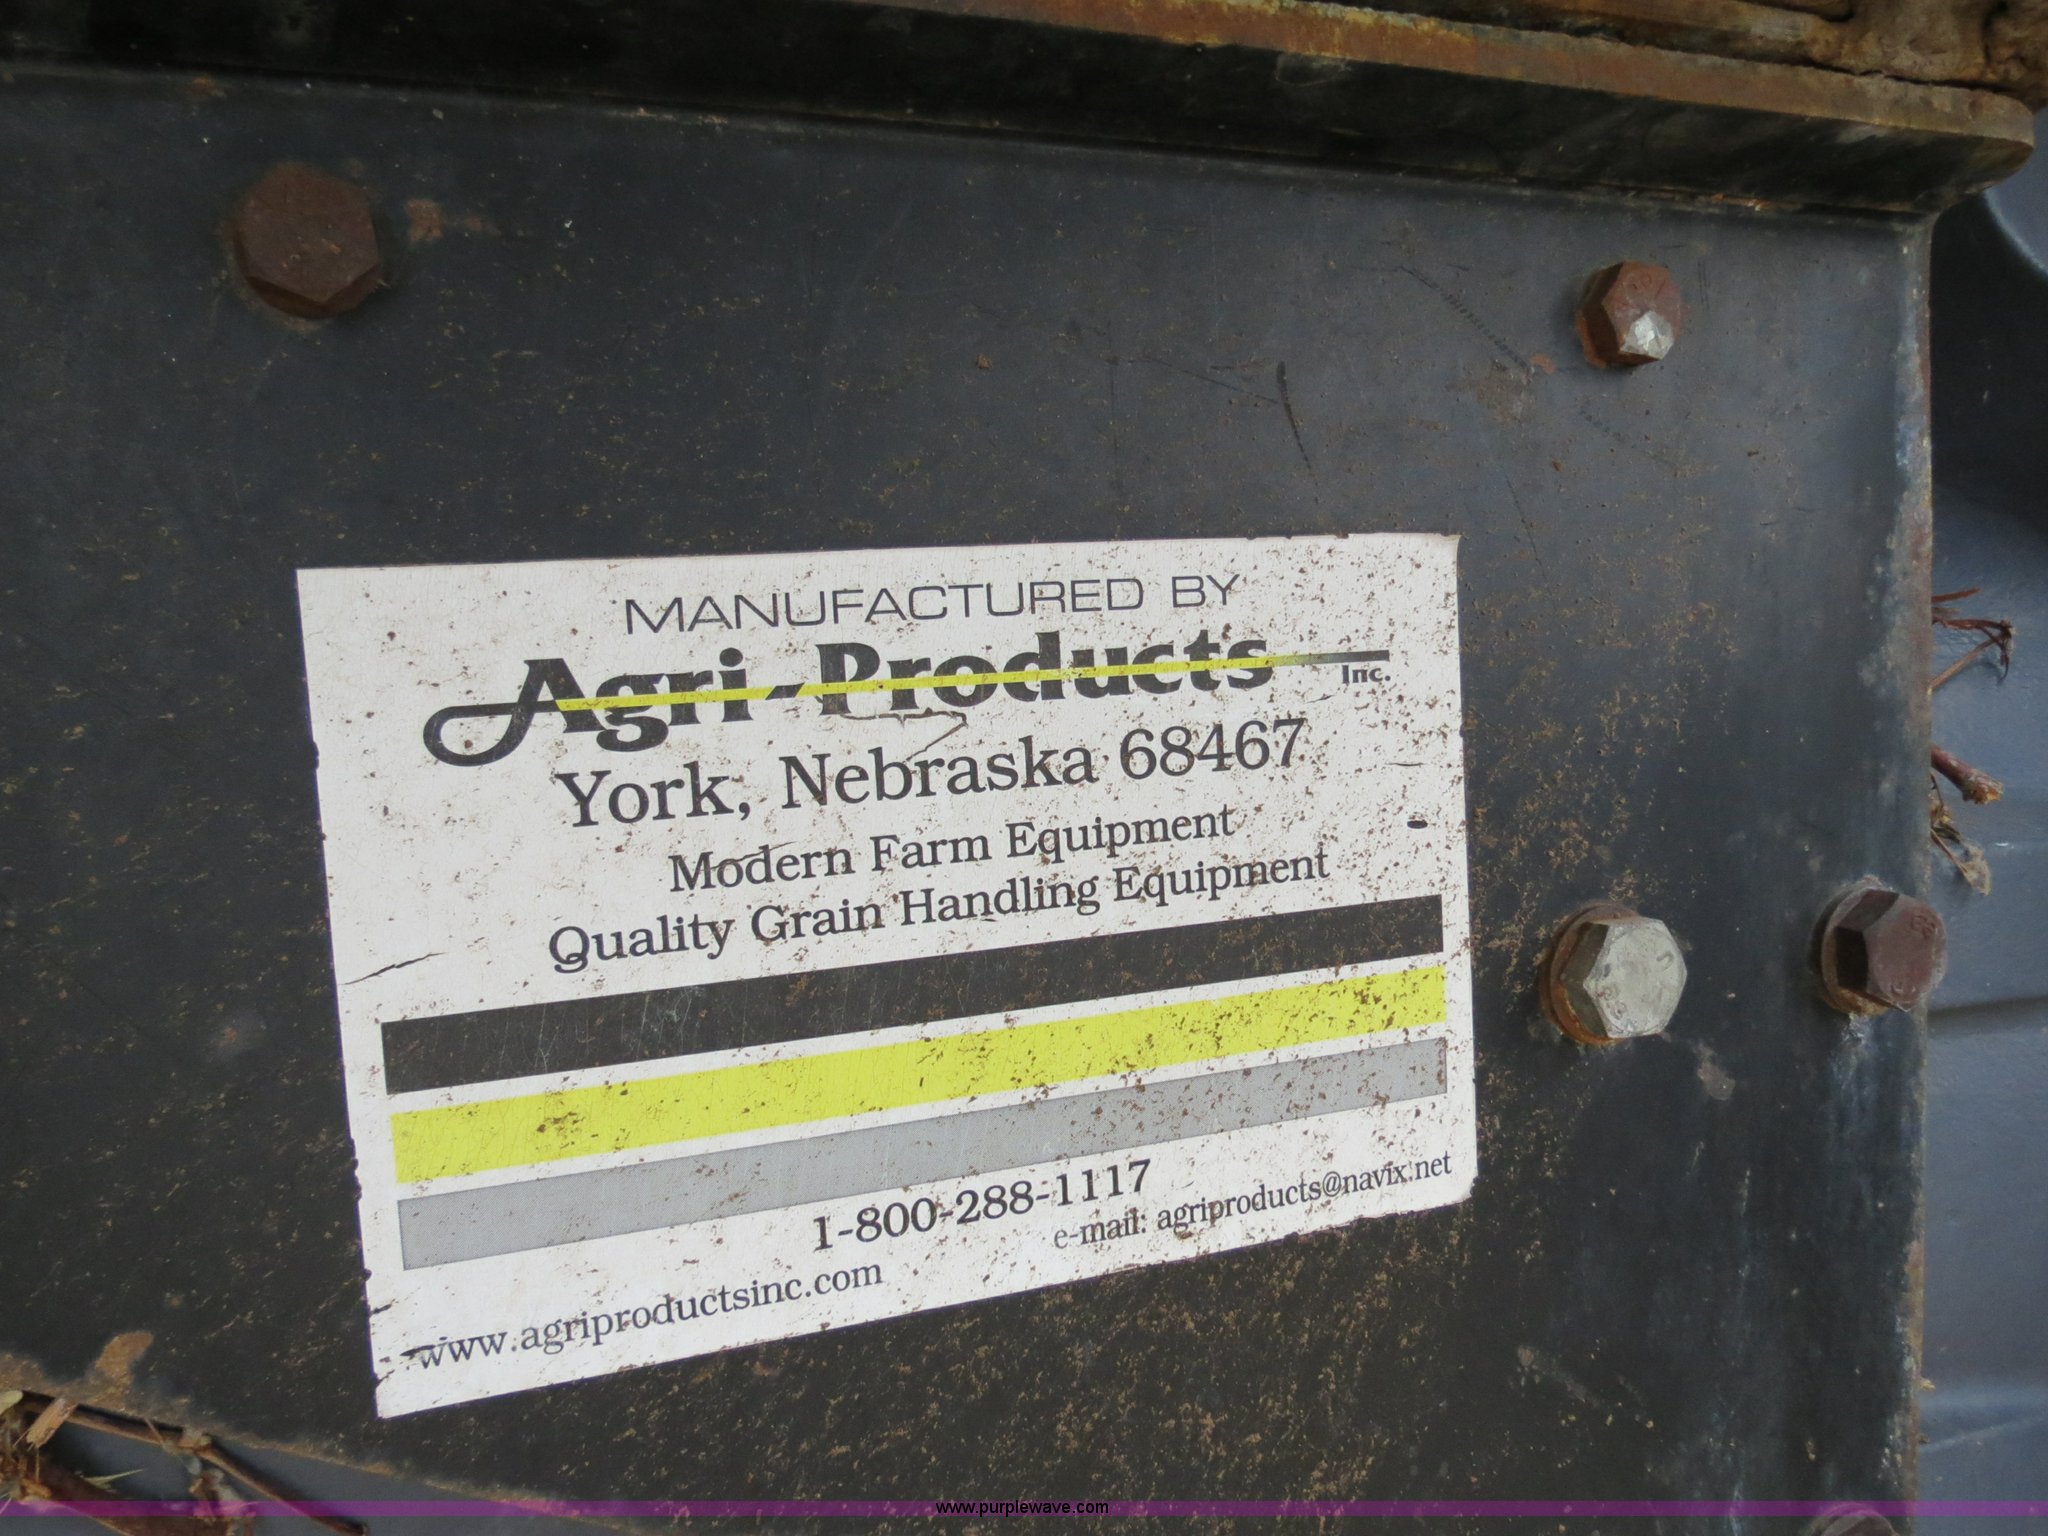 MANUFACTURED BY
Agri-Products Inc.
York, Nebraska 68467
Modern Farm Equipment
Quality Grain Handling Equipment
1-800-288-1117
e-mail: agriproducts@navix.net
www.agriproductsinc.com
www.purplewave.com